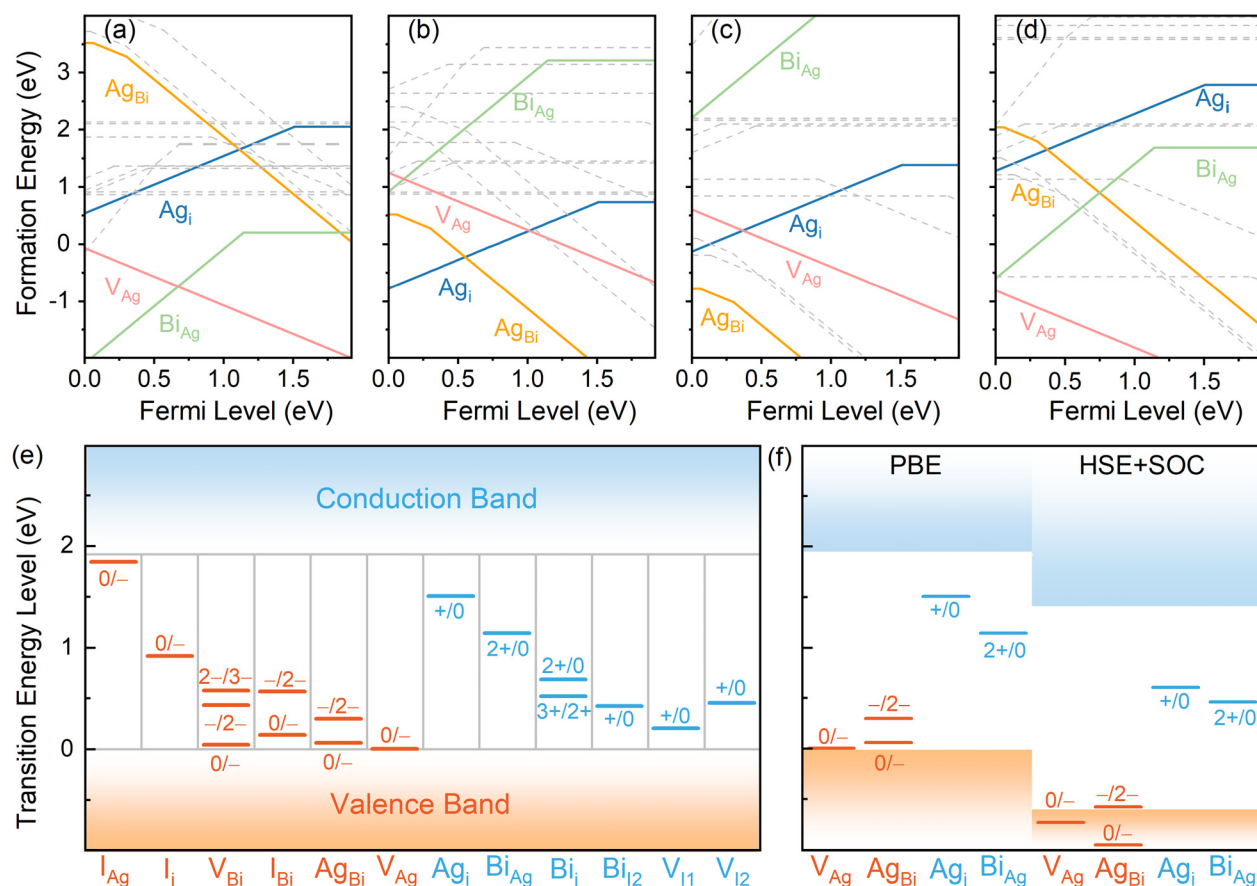 (a) (b) (c) (d)
Formation Energy (eV)
3
2
1
0
-1
Ag_Bi
Ag_i
V_Ag
Bi_Ag
Bi_Ag
V_Ag
Ag_i
Ag_Bi
Bi_Ag
Ag_i
V_Ag
Ag_Bi
Ag_i
Bi_Ag
Ag_Bi
V_Ag
0.0 0.5 1.0 1.5
0.0 0.5 1.0 1.5
0.0 0.5 1.0 1.5
0.0 0.5 1.0 1.5
Fermi Level (eV) Fermi Level (eV) Fermi Level (eV) Fermi Level (eV)
(e)
Transition Energy Level (eV)
2
1
0
Conduction Band
0/−
0/−
2−/3−
−/2−
0/−
−/2−
0/−
−/2−
0/−
0/−
+/0
2+/0
2+/0
3+/2+
+/0
+/0
+/0
Valence Band
I_Ag I_i V_Bi I_Bi Ag_Bi V_Ag Ag_i Bi_Ag Bi_i Bi_I2 V_I1 V_I2
(f)
PBE HSE+SOC
0/−
−/2−
0/−
+/0
2+/0
0/−
−/2−
0/−
+/0
2+/0
V_Ag Ag_Bi Ag_i Bi_Ag V_Ag Ag_Bi Ag_i Bi_Ag